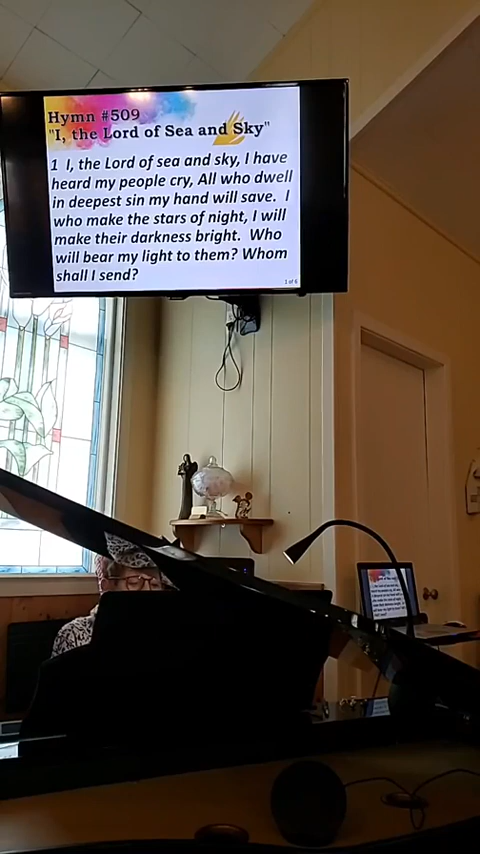 Hymn #509
"I, the Lord of Sea and Sky"
1 I, the Lord of sea and sky, I have
heard my people cry, All who dwell
in deepest sin my hand will save. I
who make the stars of night, I will
make their darkness bright. Who
will bear my light to them? Whom
shall I send?
1 of 6